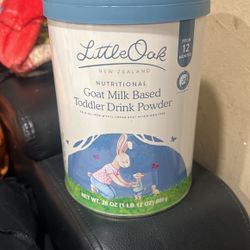 LittleOak
NEW ZEALAND
FROM
12
MONTHS
NUTRITIONAL
Goat Milk Based
Toddler Drink Powder
NET WT. 28 OZ (1 LB 12 OZ) 800 g